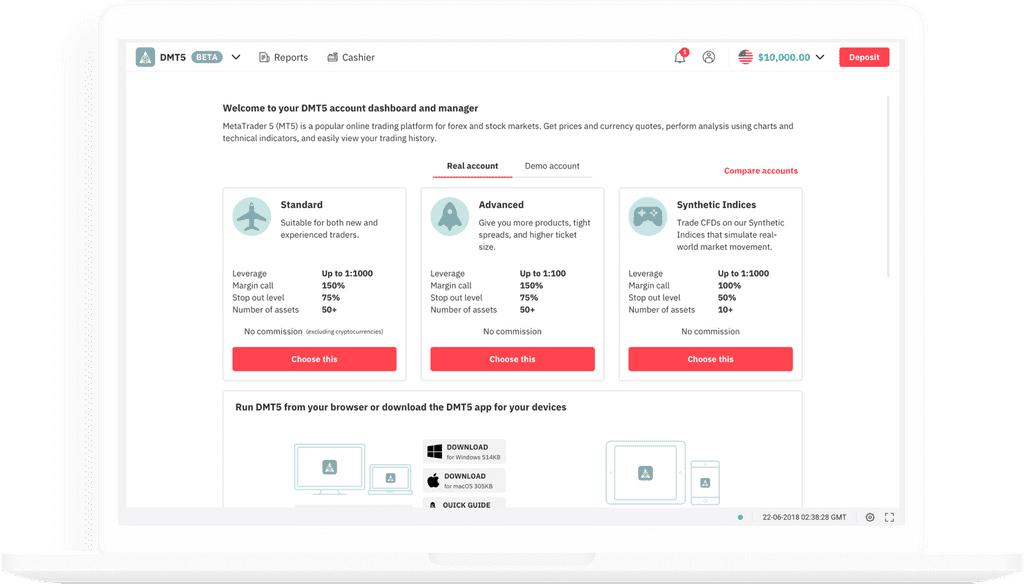 DMT5 BETA Reports Cashier 1 $10,000.00 Deposit
Welcome to your DMT5 account dashboard and manager
MetaTrader 5 (MT5) is a popular online trading platform for forex and stock markets. Get prices and currency quotes, perform analysis using charts and
technical indicators, and easily view your trading history.
Real account Demo account
Compare accounts
Standard
Suitable for both new and
experienced traders.
Leverage Up to 1:1000
Margin call 150%
Stop out level 75%
Number of assets 50+
No commission (excluding cryptocurrencies)
Choose this
Advanced
Give you more products, tight
spreads, and higher ticket
size.
Leverage Up to 1:100
Margin call 150%
Stop out level 75%
Number of assets 50+
No commission
Choose this
Synthetic Indices
Trade CFDs on our Synthetic
Indices that simulate real-
world market movement.
Leverage Up to 1:1000
Margin call 100%
Stop out level 50%
Number of assets 10+
No commission
Choose this
Run DMT5 from your browser or download the DMT5 app for your devices
DOWNLOAD
for Windows 514KB
DOWNLOAD
for macOS 305KB
QUICK GUIDE
22-06-2018 02:38:28 GMT